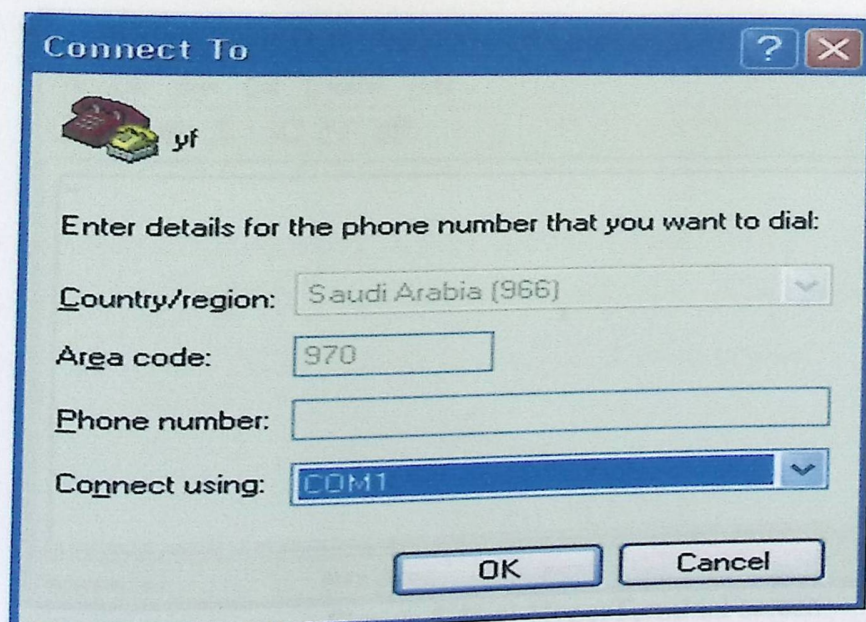 Connect To
yf
Enter details for the phone number that you want to dial:
Country/region: Saudi Arabia (966)
Area code: 970
Phone number:
Connect using: COM1
OK Cancel